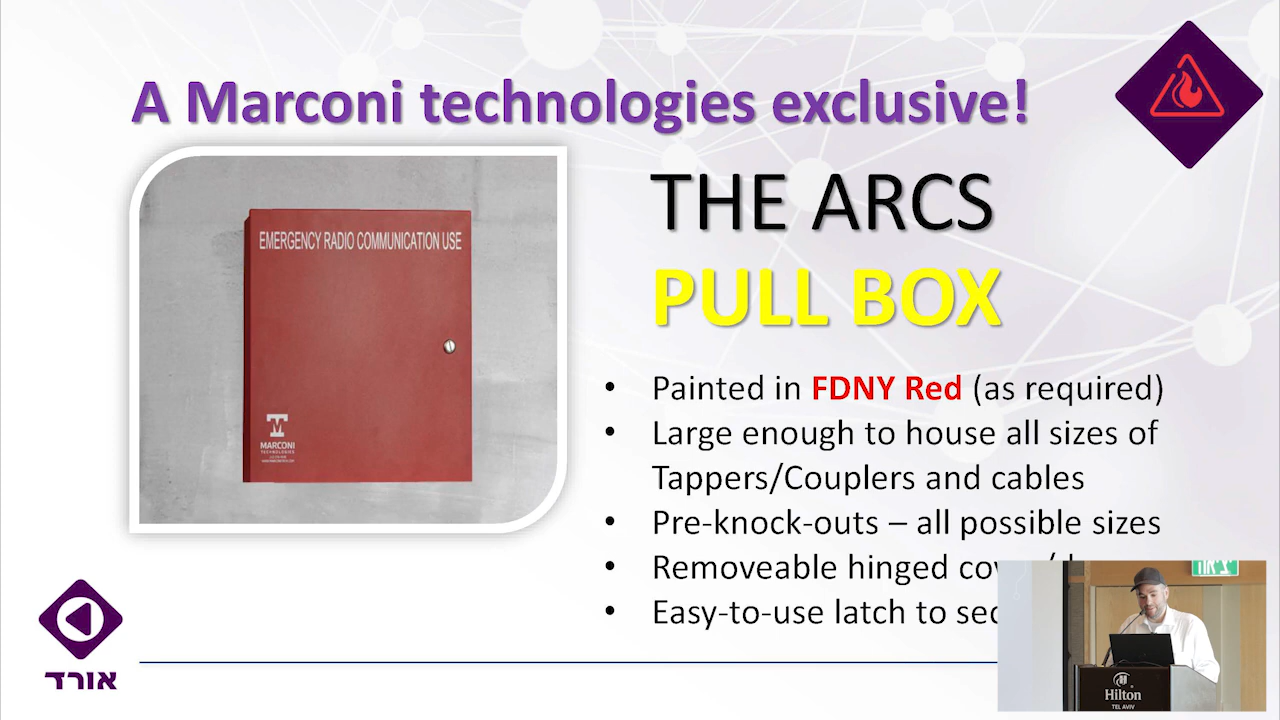 A Marconi technologies exclusive!
EMERGENCY RADIO COMMUNICATION USE
MARCONI
TECHNOLOGIES
THE ARCS
PULL BOX
• Painted in FDNY Red (as required)
• Large enough to house all sizes of
Tappers/Couplers and cables
• Pre-knock-outs – all possible sizes
• Removeable hinged
• Easy-to-use latch to
אורד
Hilton
TEL AVIV